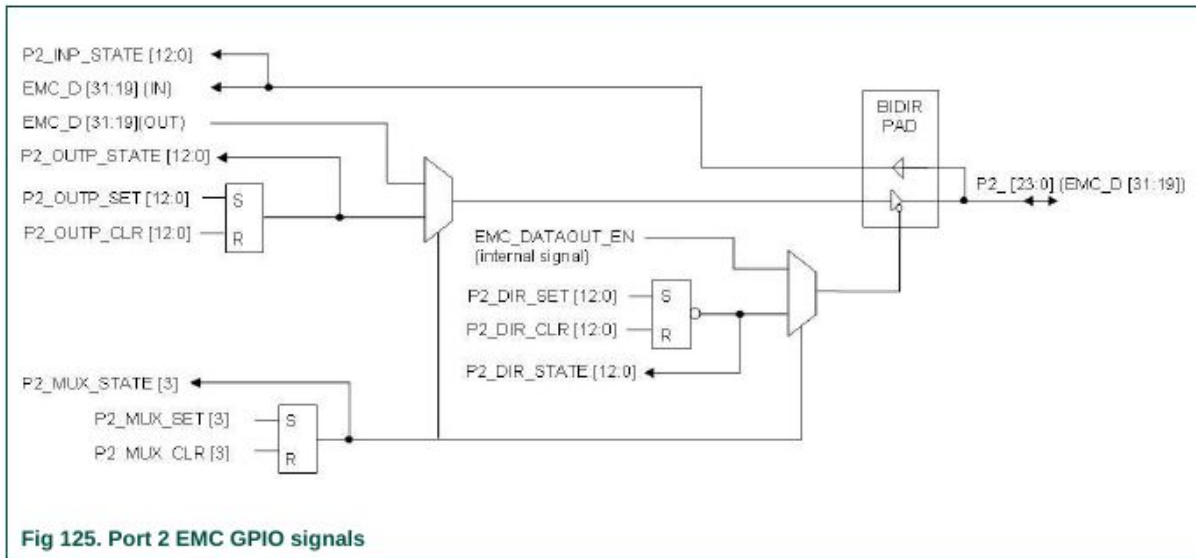 P2_INP_STATE [12:0]
EMC_D [31:19] (IN)
EMC_D [31:19](OUT)
P2_OUTP_STATE [12:0]
P2_OUTP_SET [12:0]
S
P2_OUTP_CLR [12:0]
R
BIDIR
PAD
P2_ [23:0] (EMC_D [31:19])
EMC_DATAOUT_EN
(internal signal)
P2_DIR_SET [12:0]
S
P2_DIR_CLR [12:0]
R
P2_DIR_STATE [12:0]
P2_MUX_STATE [3]
P2_MUX_SET [3]
S
P2_MUX_CLR [3]
R
Fig 125. Port 2 EMC GPIO signals